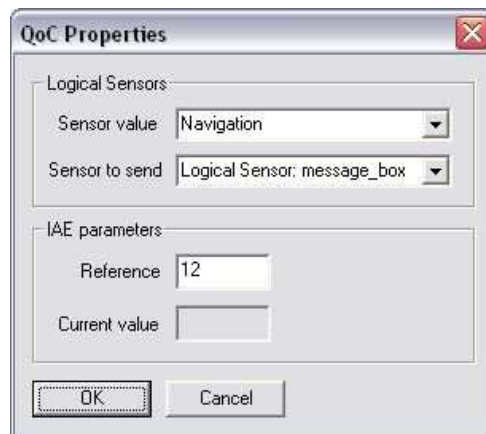 QoC Properties
Logical Sensors
Sensor value Navigation
Sensor to send Logical Sensor: message_box
IAE parameters
Reference 12
Current value
OK Cancel